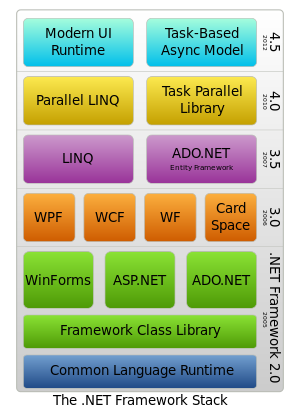 Modern UI
Runtime
Task-Based
Async Model
4.5
2012
Parallel LINQ
Task Parallel
Library
4.0
2010
LINQ
ADO.NET
Entity Framework
3.5
2007
WPF
WCF
WF
Card
Space
3.0
2006
WinForms
ASP.NET
ADO.NET
Framework Class Library
Common Language Runtime
.NET Framework 2.0
2005
The .NET Framework Stack